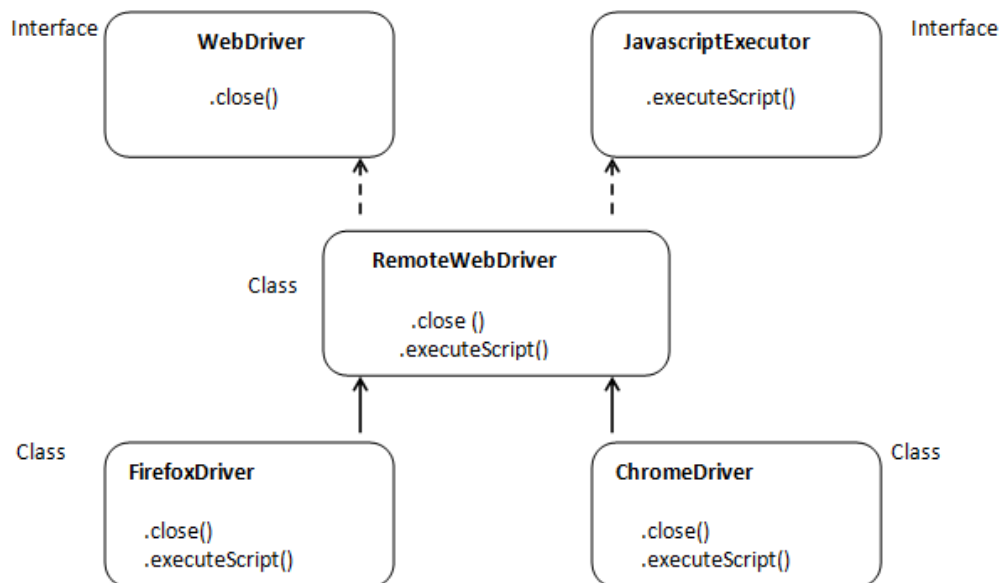 Interface
WebDriver
.close()
JavascriptExecutor
.executeScript()
Interface
Class
RemoteWebDriver
.close ()
.executeScript()
Class
FirefoxDriver
.close()
.executeScript()
ChromeDriver
.close()
.executeScript()
Class